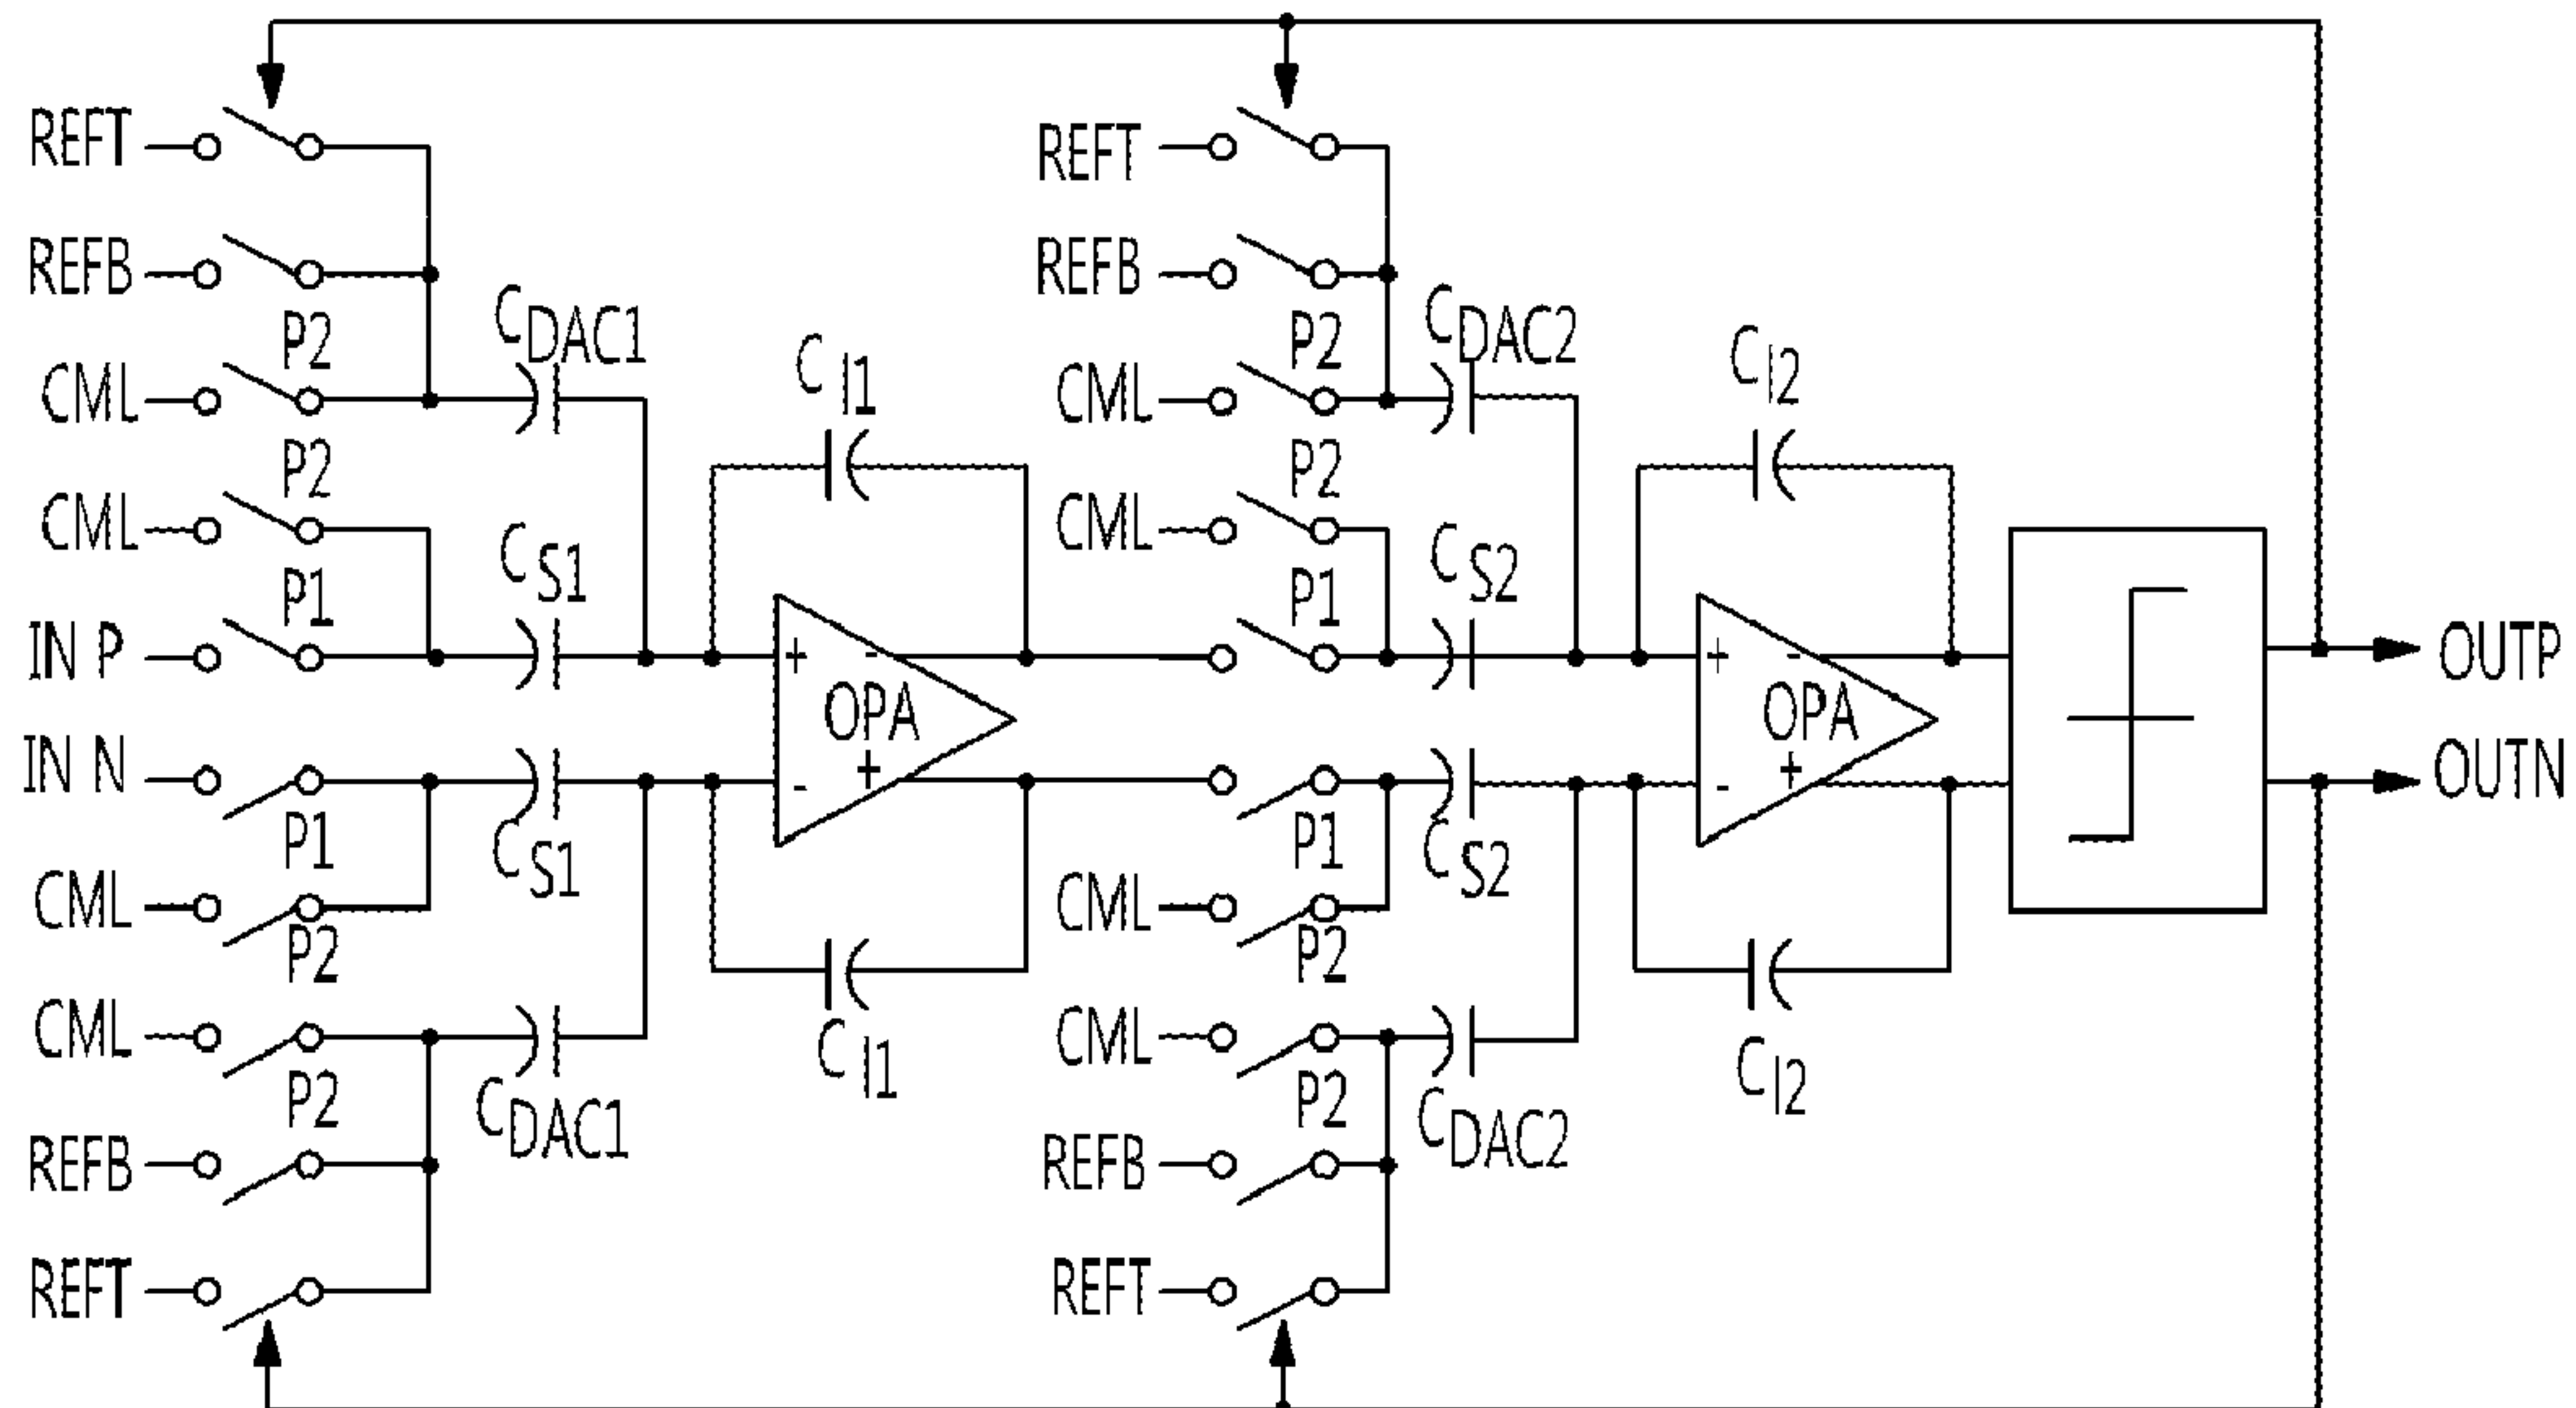 REFT
REFB
P2
CML
CDAC1
P2
CML
CS1
P1
IN P
CI1
+ -
OPA
- +
IN N
P1
CS1
CML
P2
CML
P2
CDAC1
CI1
REFB
REFT
REFT
REFB
P2
CML
CDAC2
P2
CML
CS2
P1
CI2
+ -
OPA
- +
P1
CS2
CML
P2
CML
P2
CDAC2
CI2
REFB
REFT
OUTP
OUTN